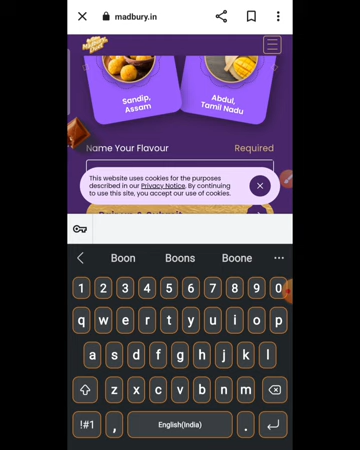 madbury.in
Sandip,
Assam
Abdul,
Tamil Nadu
Name Your Flavour
Required
This website uses cookies for the purposes
described in our Privacy Notice. By continuing
to use this site, you accept our use of cookies.
Boon Boons Boone
1 2 3 4 5 6 7 8 9 0
q w e r t y u i o p
a s d f g h j k l
z x c v b n m
!#1 , English(India) .